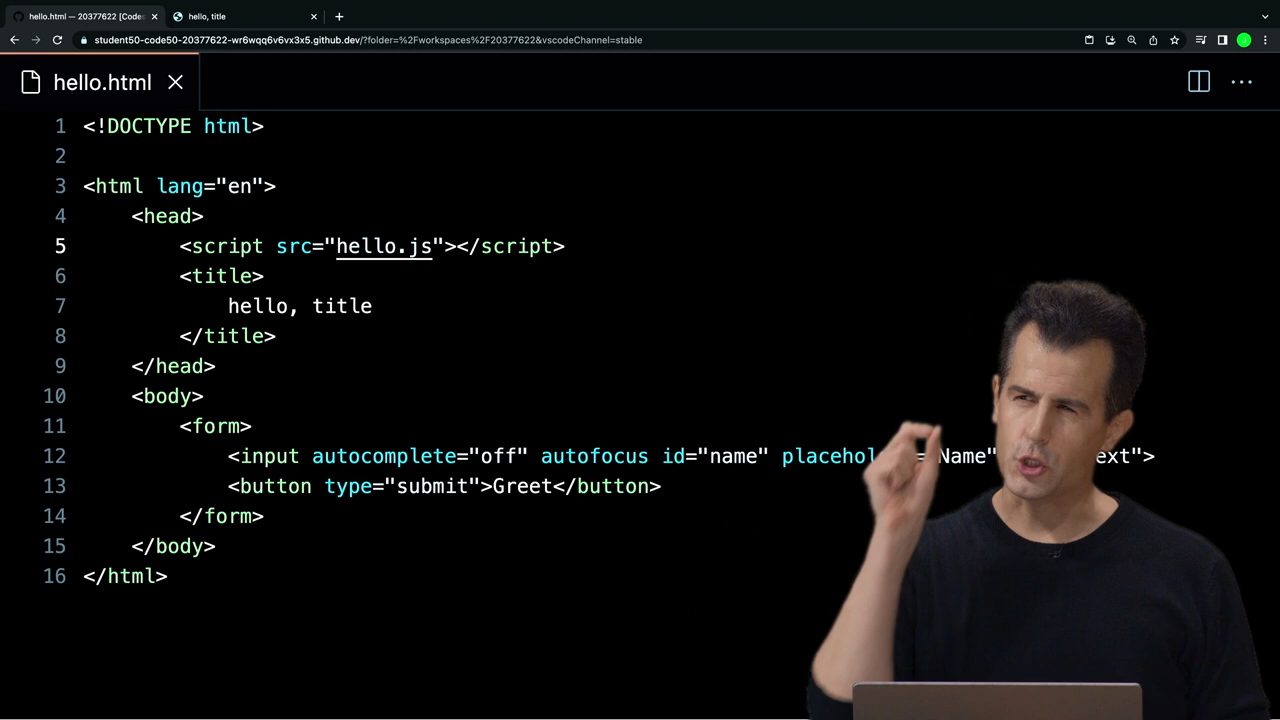 hello.html — 20377622 [Codes
hello, title
student50-code50-20377622-wr6wqq6v6vx3x5.github.dev/?folder=%2Fworkspaces%2F20377622&vscodeChannel=stable
J
hello.html
1 <!DOCTYPE html>
2
3 <html lang="en">
4 <head>
5 <script src="hello.js"></script>
6 <title>
7 hello, title
8 </title>
9 </head>
10 <body>
11 <form>
12 <input autocomplete="off" autofocus id="name" placehol =Name" ext">
13 <button type="submit">Greet</button>
14 </form>
15 </body>
16 </html>